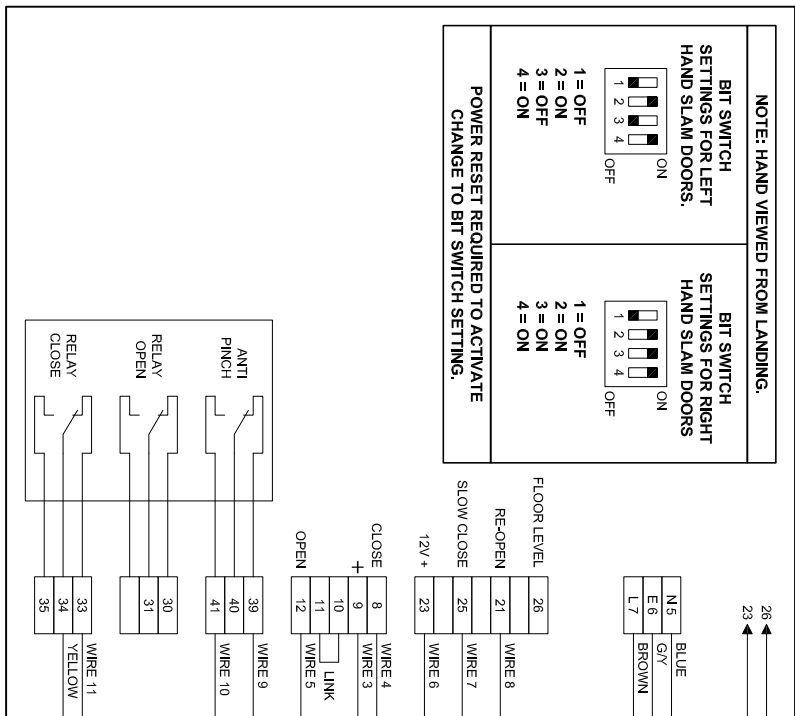 NOTE: HAND VIEWED FROM LANDING.
BIT SWITCH
SETTINGS FOR LEFT
HAND SLAM DOORS.
ON
1 2 3 4
OFF
1 = OFF
2 = ON
3 = OFF
4 = ON
BIT SWITCH
SETTINGS FOR RIGHT
HAND SLAM DOORS
ON
1 2 3 4
OFF
1 = OFF
2 = ON
3 = ON
4 = ON
POWER RESET REQUIRED TO ACTIVATE
CHANGE TO BIT SWITCH SETTING.
26
23
N 5 BLUE
E 6 G/Y
L 7 BROWN
FLOOR LEVEL 26
RE-OPEN 21 WIRE 8
SLOW CLOSE 25 WIRE 7
12V + 23 WIRE 6
CLOSE 8 WIRE 4
+ 9 WIRE 3
10
11
LINK
OPEN 12 WIRE 5
ANTI
PINCH
39 WIRE 9
40
41 WIRE 10
RELAY
OPEN
30
31
RELAY
CLOSE
33 WIRE 11
34 YELLOW
35